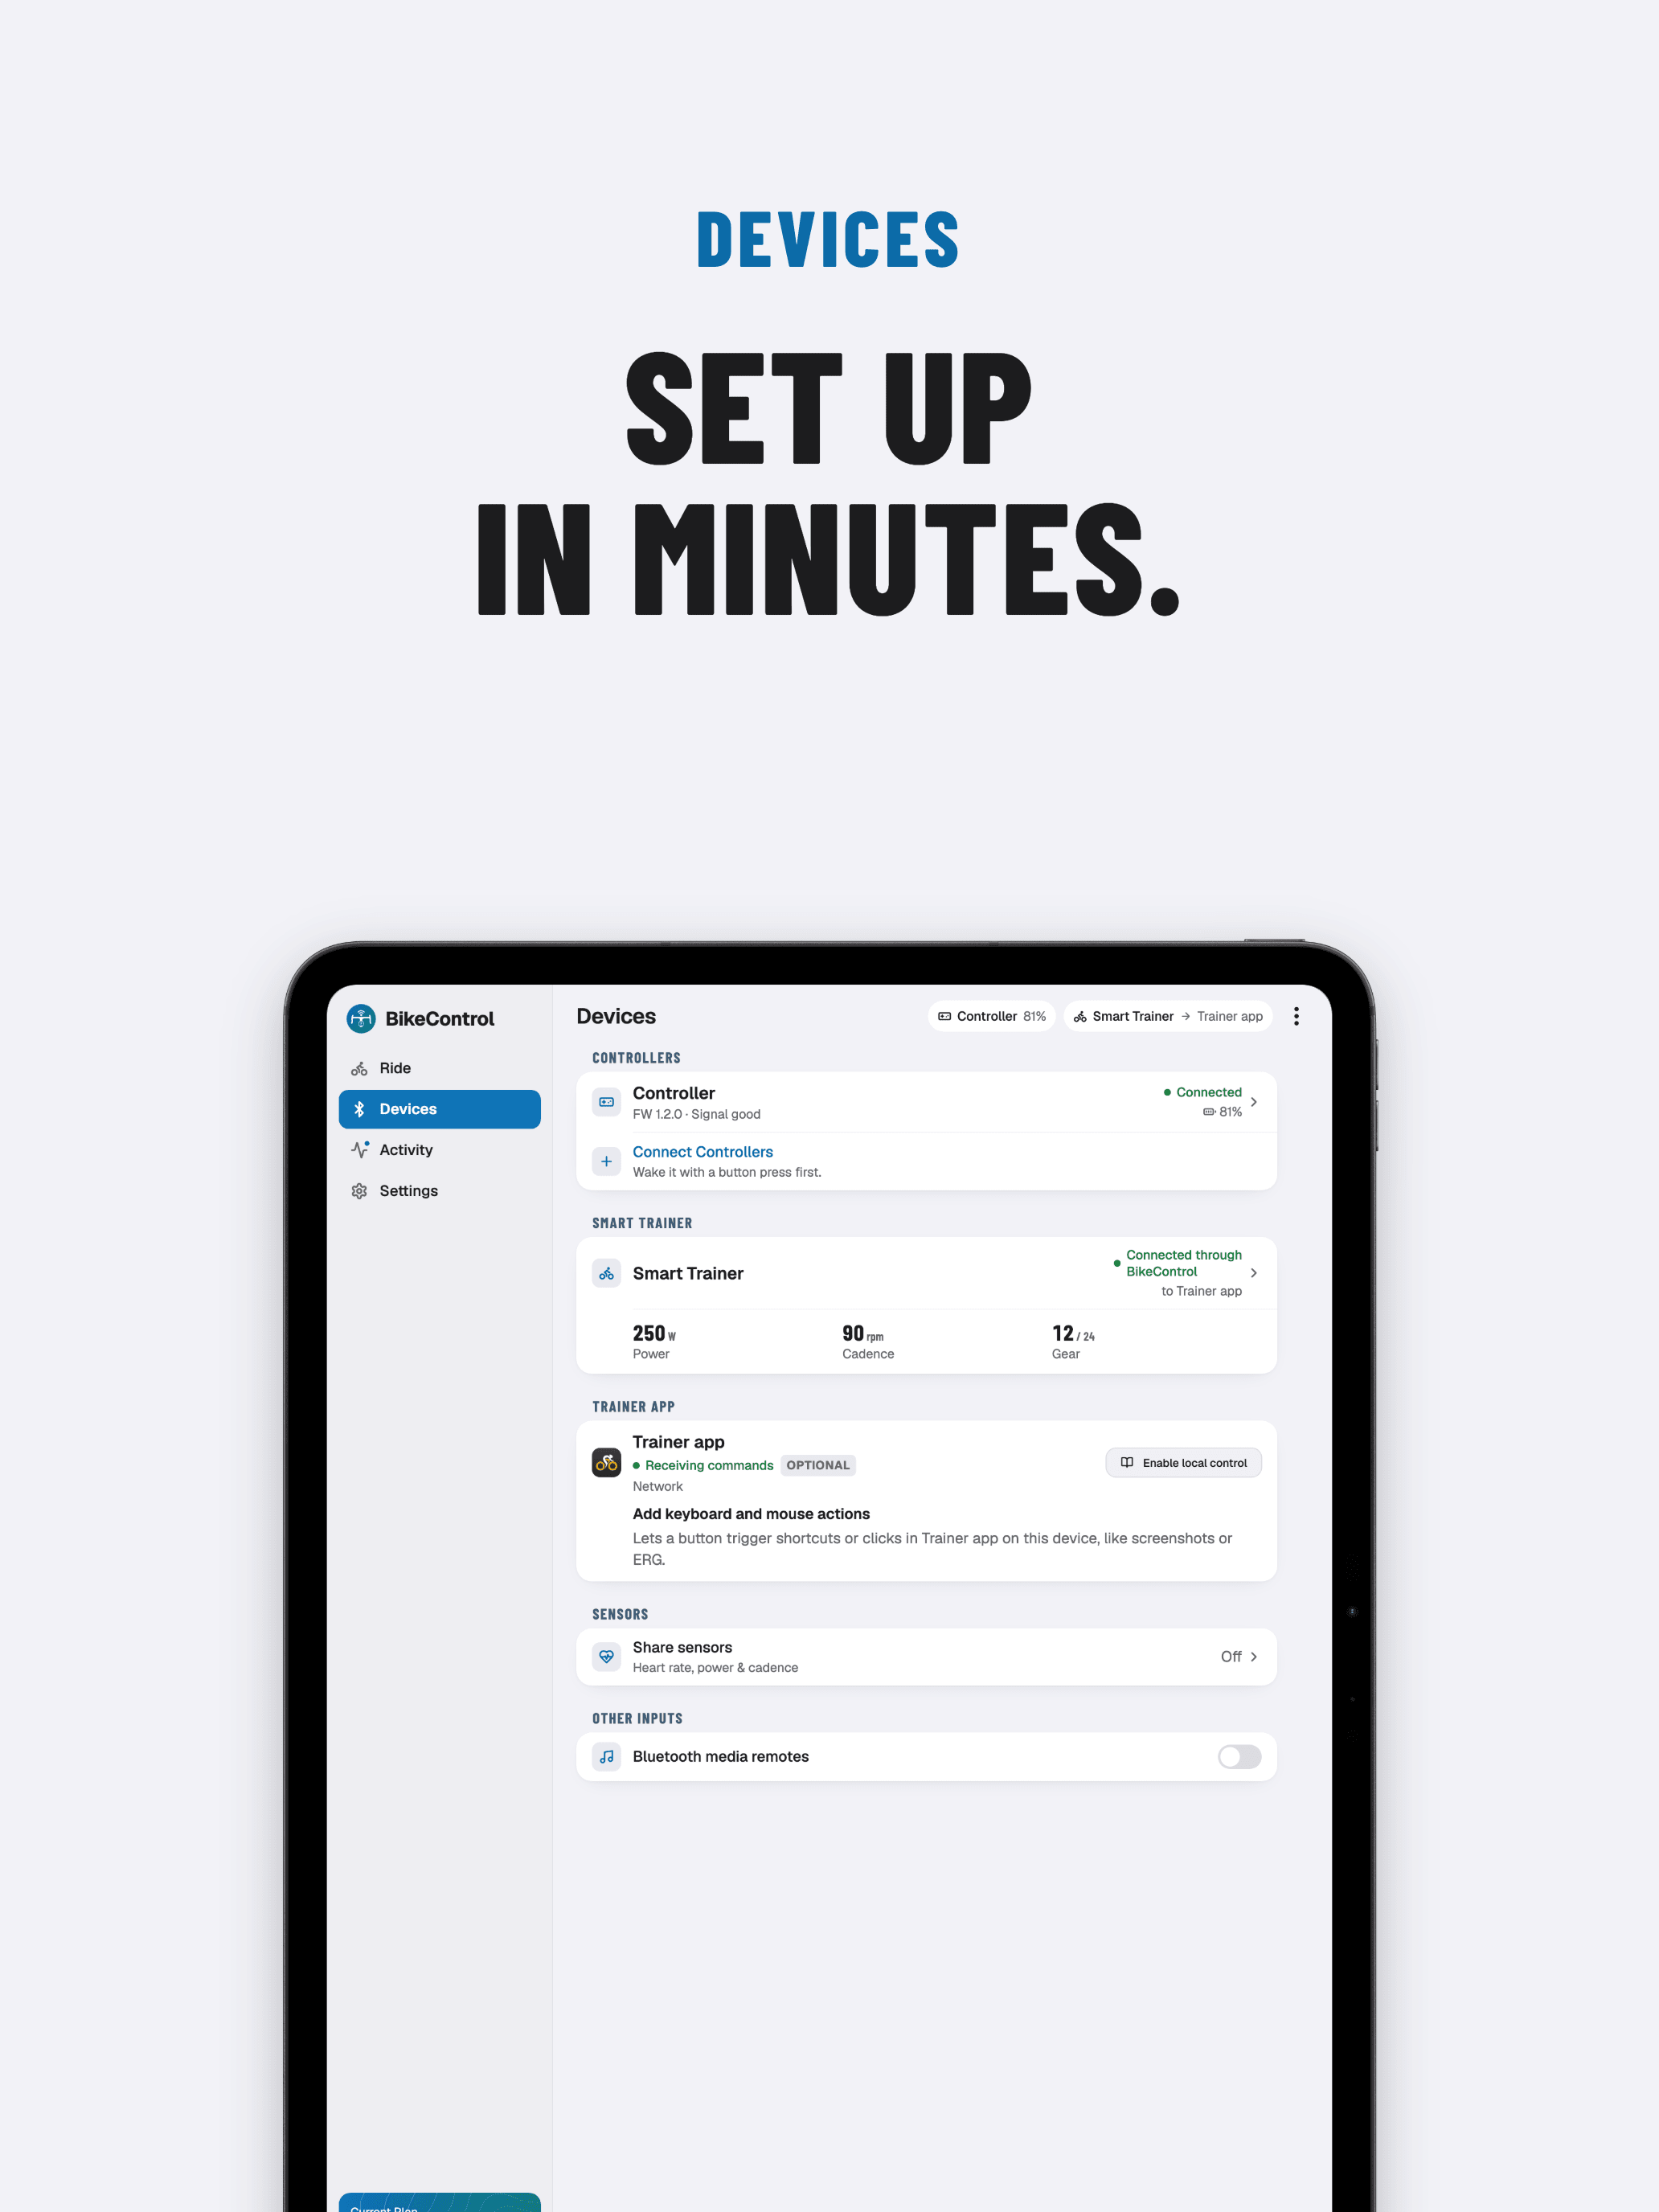 DEVICES
SET UP
IN MINUTES.
BikeControl
Ride
Devices
Activity
Settings
Current Plan
Devices
Controller 81%
Smart Trainer → Trainer app
CONTROLLERS
Controller
FW 1.2.0 · Signal good
Connected
81%
Connect Controllers
Wake it with a button press first.
SMART TRAINER
Smart Trainer
Connected through
BikeControl
to Trainer app
250 W
Power
90 rpm
Cadence
12 / 24
Gear
TRAINER APP
Trainer app
Receiving commands OPTIONAL
Network
Enable local control
Add keyboard and mouse actions
Lets a button trigger shortcuts or clicks in Trainer app on this device, like screenshots or
ERG.
SENSORS
Share sensors
Heart rate, power & cadence
Off
OTHER INPUTS
Bluetooth media remotes